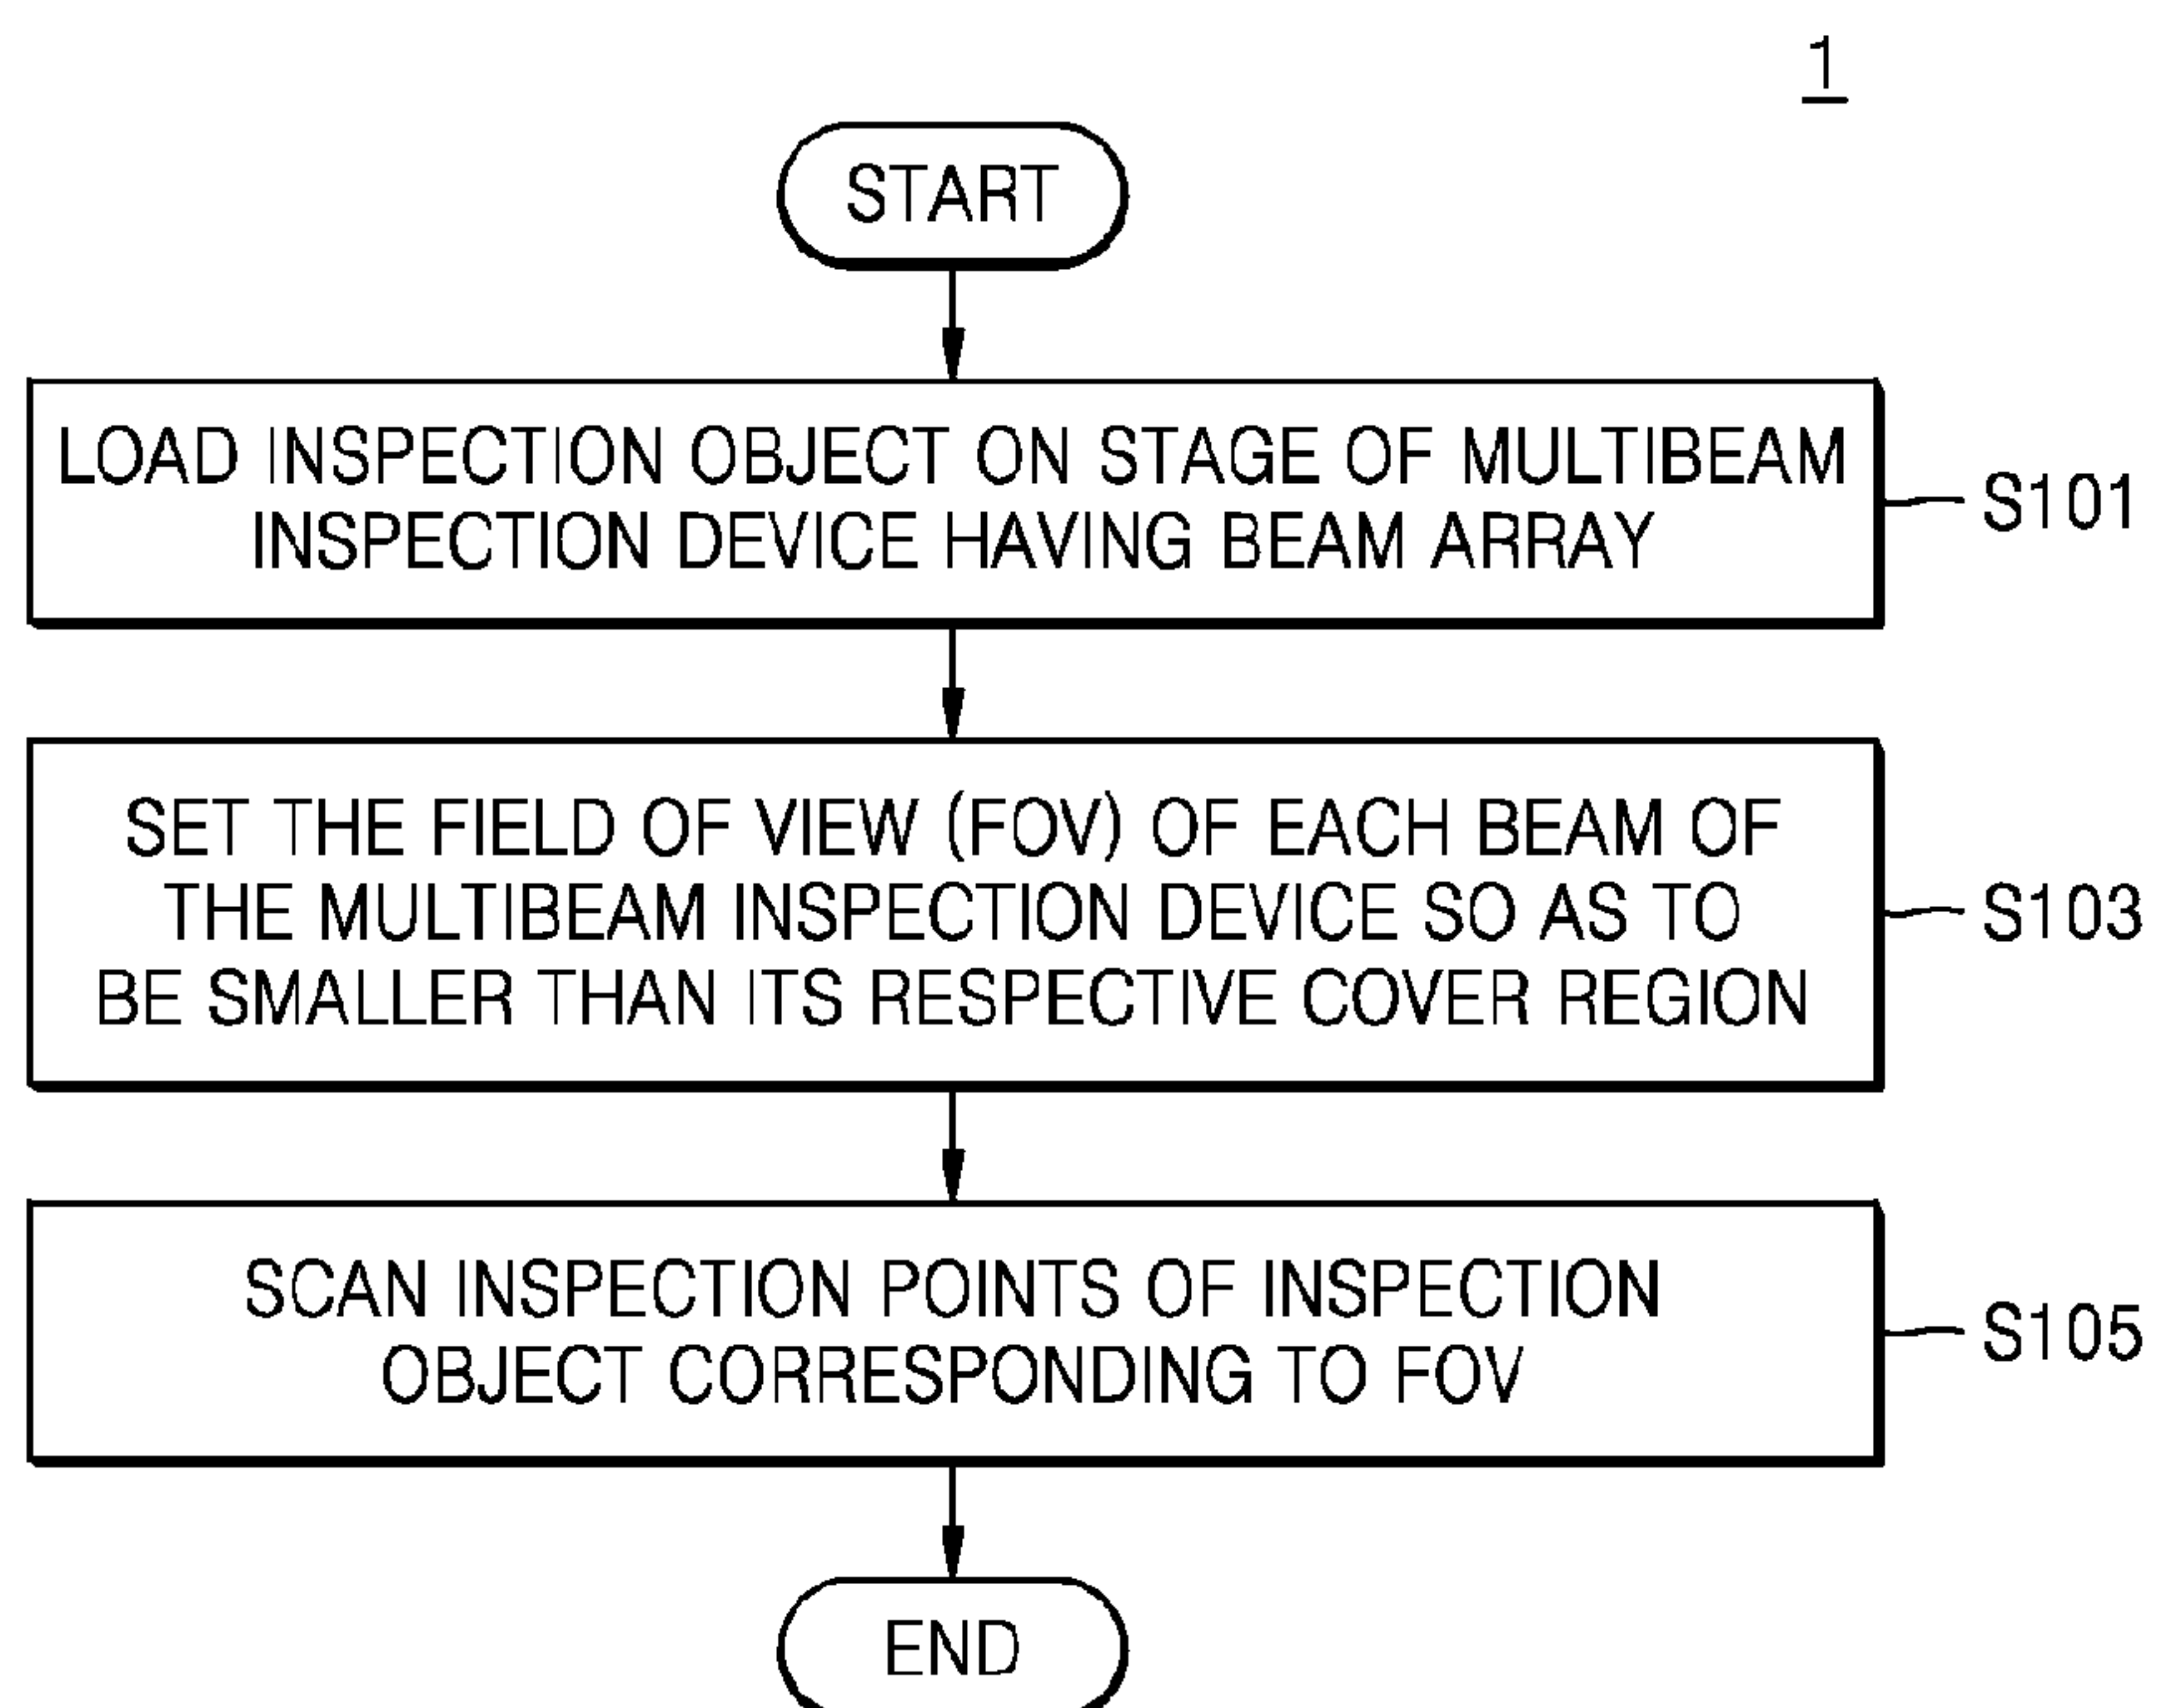 1
START
LOAD INSPECTION OBJECT ON STAGE OF MULTIBEAM
INSPECTION DEVICE HAVING BEAM ARRAY
S101
SET THE FIELD OF VIEW (FOV) OF EACH BEAM OF
THE MULTIBEAM INSPECTION DEVICE SO AS TO
BE SMALLER THAN ITS RESPECTIVE COVER REGION
S103
SCAN INSPECTION POINTS OF INSPECTION
OBJECT CORRESPONDING TO FOV
S105
END